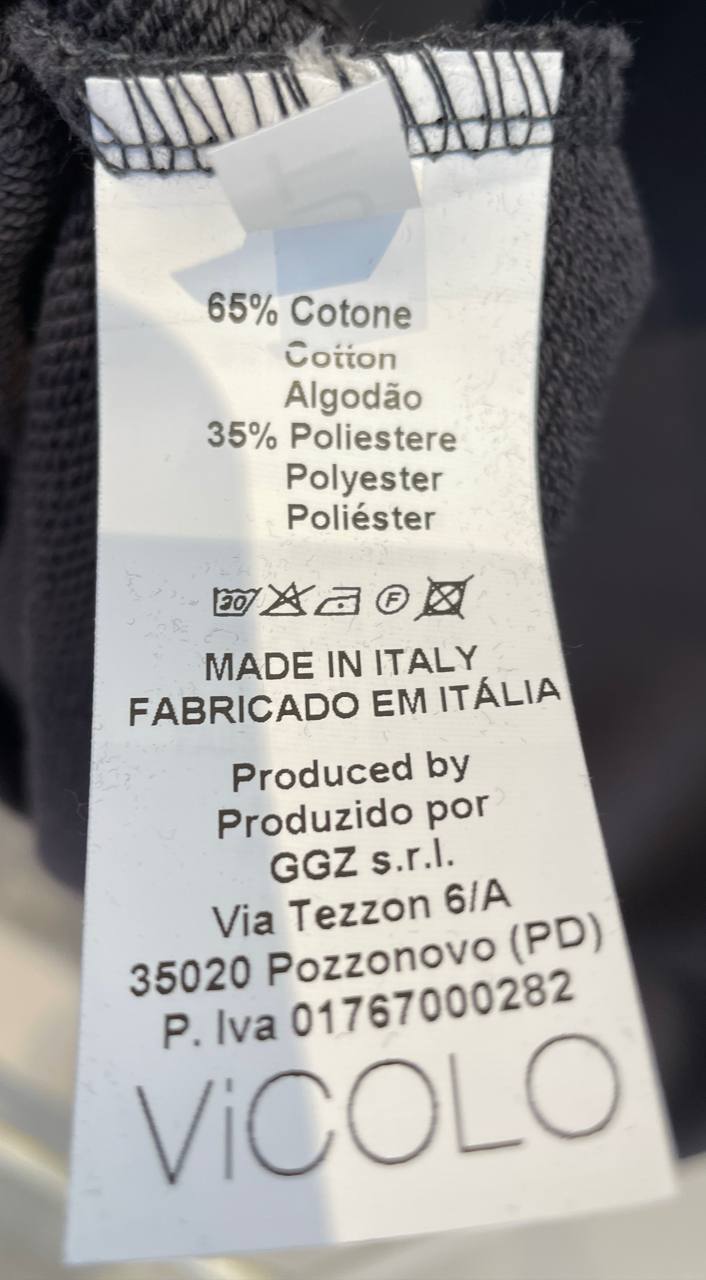 65% Cotone
Cotton
Algodão
35% Poliestere
Polyester
Poliéster
30 F
MADE IN ITALY
FABRICADO EM ITÁLIA
Produced by
Produzido por
GGZ s.r.l.
Via Tezzon 6/A
35020 Pozzonovo (PD)
P. Iva 01767000282
ViCOLO